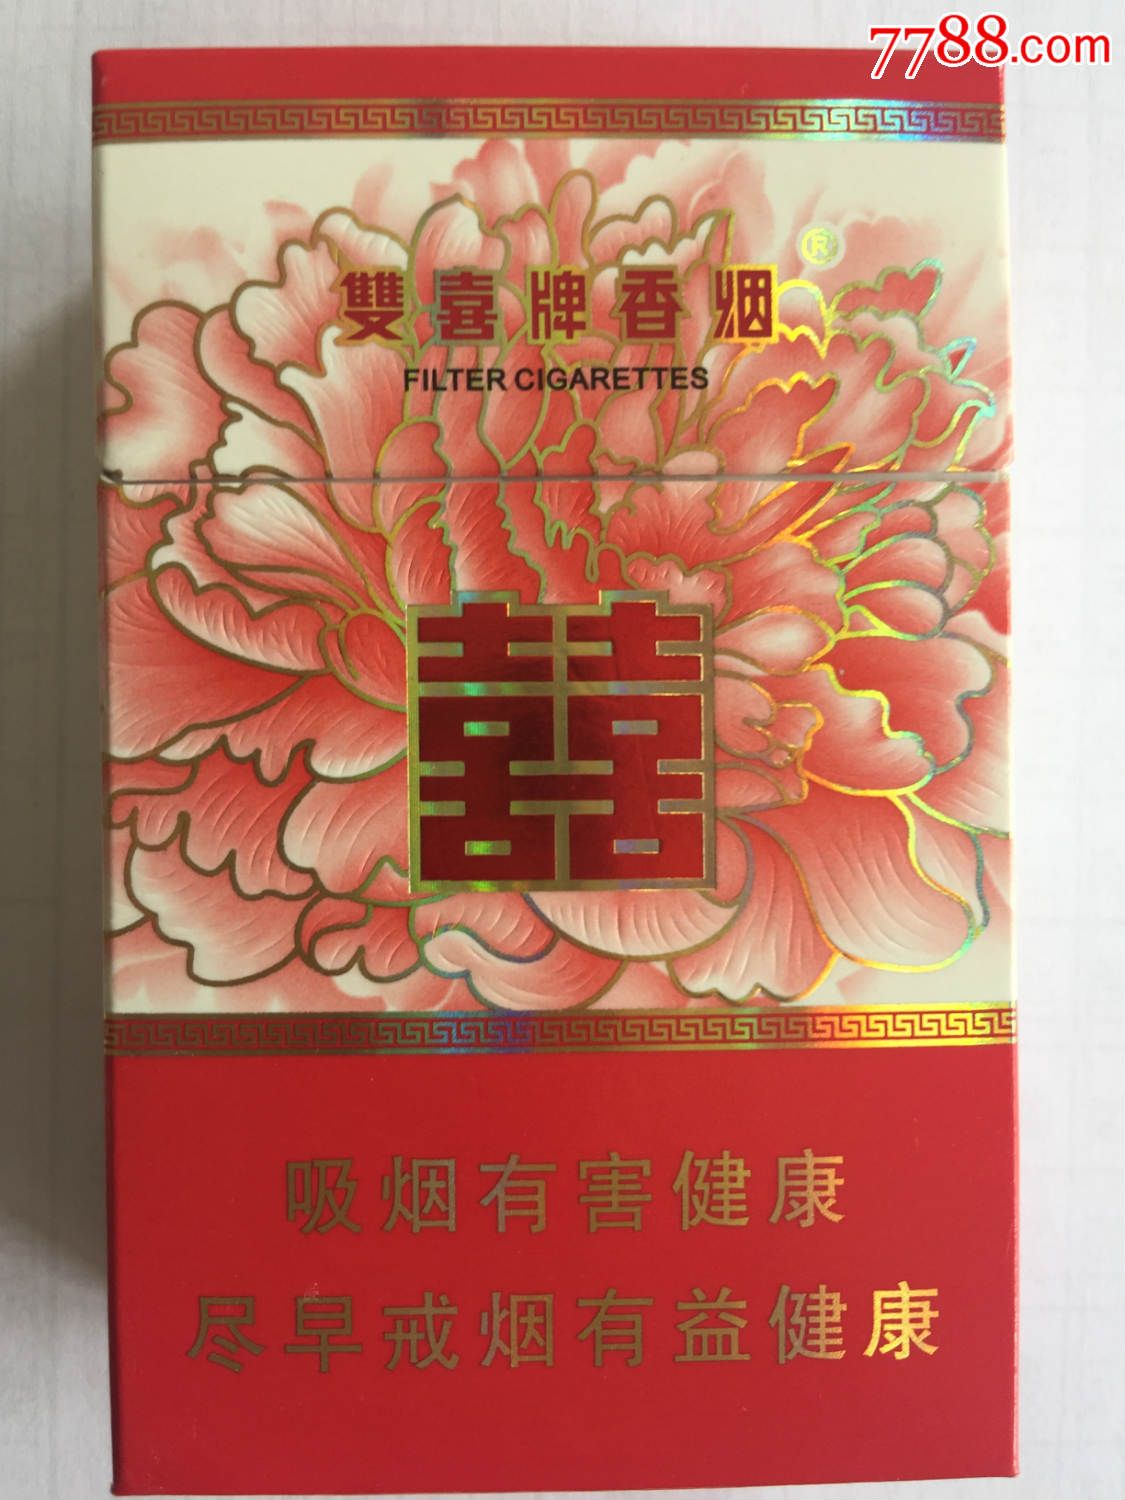 7788.com
®
雙喜牌香烟
FILTER CIGARETTES
囍
吸烟有害健康
尽早戒烟有益健康